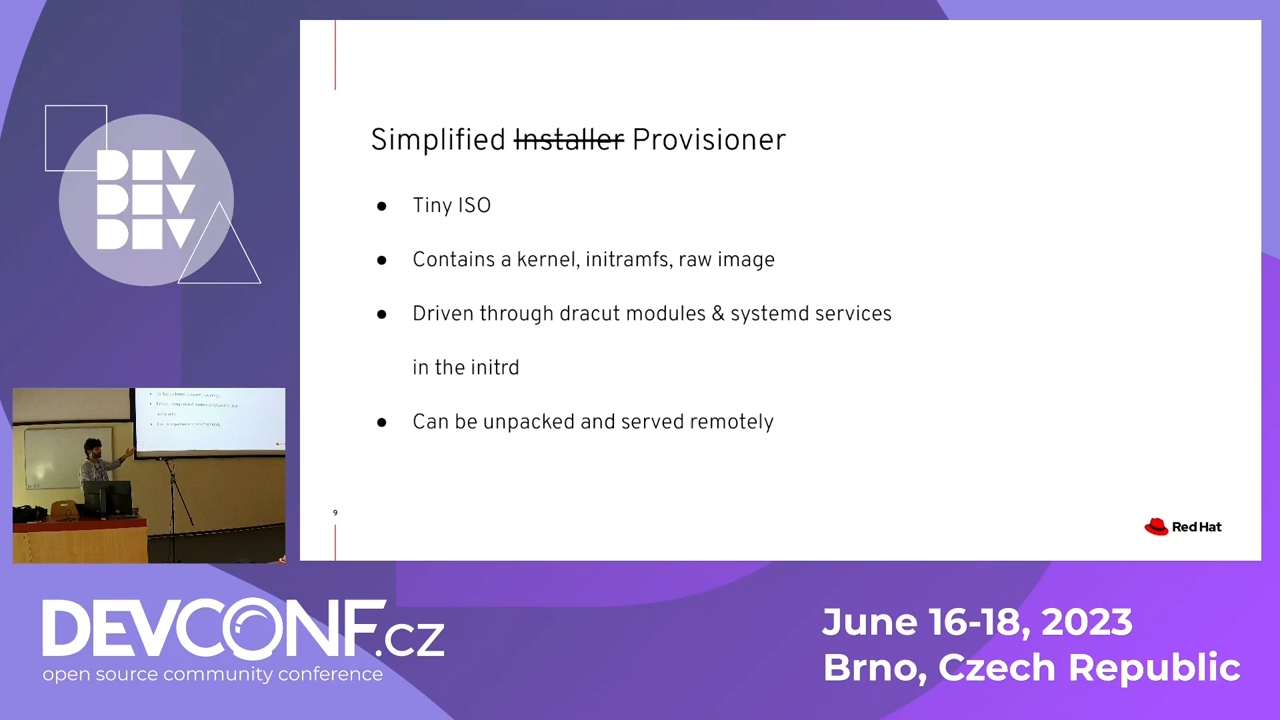 DEV
DEV
DEV
Simplified Installer Provisioner
● Tiny ISO
● Contains a kernel, initramfs, raw image
● Driven through dracut modules & systemd services
in the initrd
● Can be unpacked and served remotely
9
Red Hat
DEVCONF.cz
open source community conference
June 16-18, 2023
Brno, Czech Republic